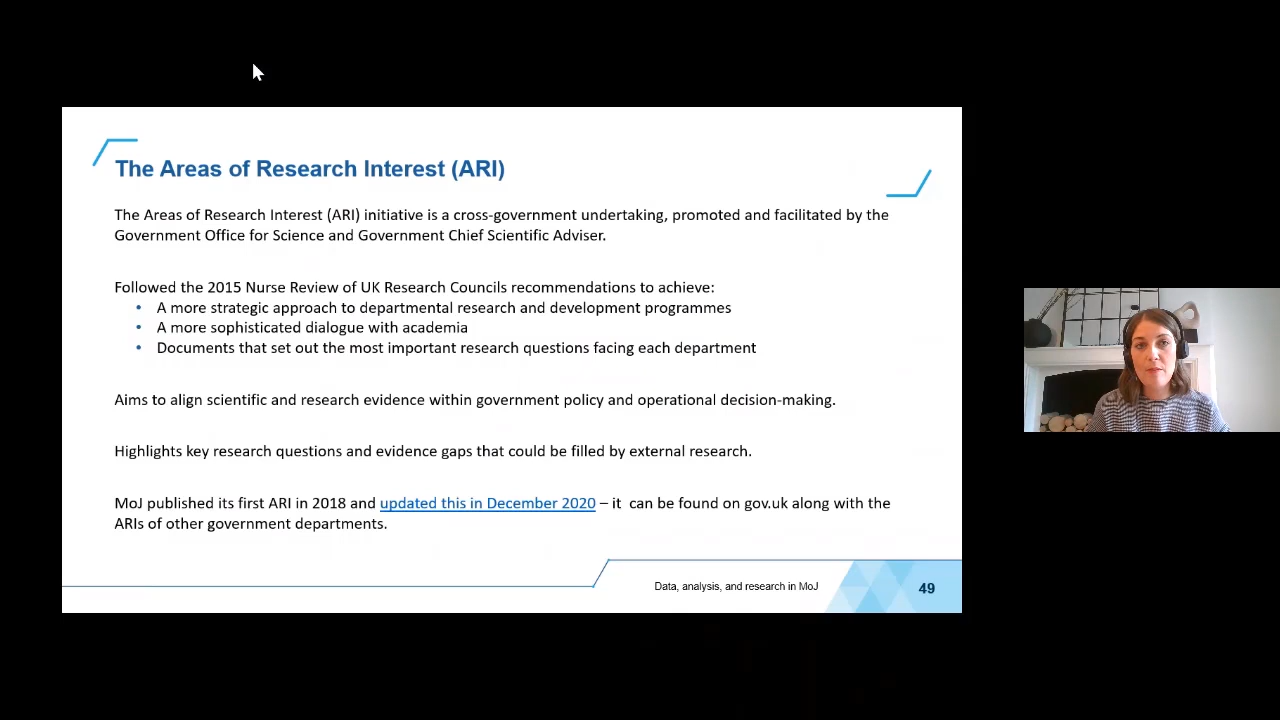 The Areas of Research Interest (ARI)
The Areas of Research Interest (ARI) initiative is a cross-government undertaking, promoted and facilitated by the
Government Office for Science and Government Chief Scientific Adviser.
Followed the 2015 Nurse Review of UK Research Councils recommendations to achieve:
• A more strategic approach to departmental research and development programmes
• A more sophisticated dialogue with academia
• Documents that set out the most important research questions facing each department
Aims to align scientific and research evidence within government policy and operational decision-making.
Highlights key research questions and evidence gaps that could be filled by external research.
MoJ published its first ARI in 2018 and updated this in December 2020 – it  can be found on gov.uk along with the
ARIs of other government departments.
Data, analysis, and research in MoJ
49